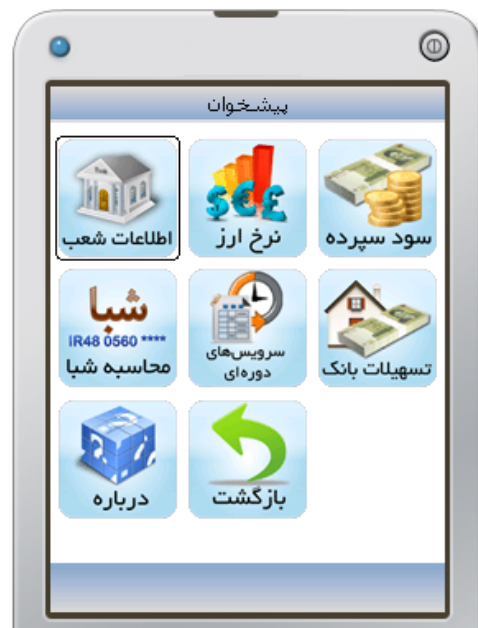 پیشخوان
سود سپرده
نرخ ارز
$€£
اطلاعات شعب
تسهیلات بانک
سرویس‌های
دوره‌ای
شبا
IR48 0560 ****
محاسبه شبا
بازگشت
درباره